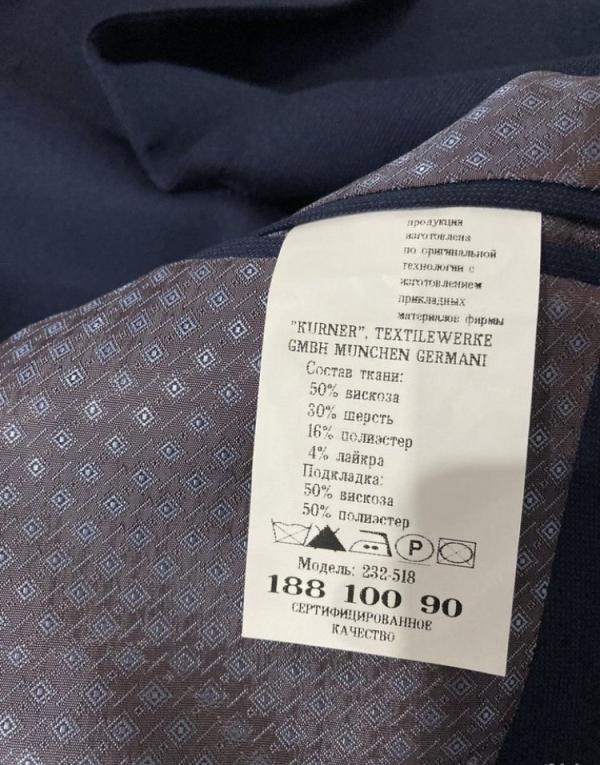 продукция
изготовлена
по оригинальной
технологии с
изготовлением
прикладных
материалов фирмы
"KURNER", TEXTILEWERKE
GMBH MUNCHEN GERMANI
Состав ткани:
50% вискоза
30% шерсть
16% полиэстер
4% лайкра
Подкладка:
50% вискоза
50% полиэстер
P
Модель: 232-518
188 100 90
СЕРТИФИЦИРОВАННОЕ
КАЧЕСТВО